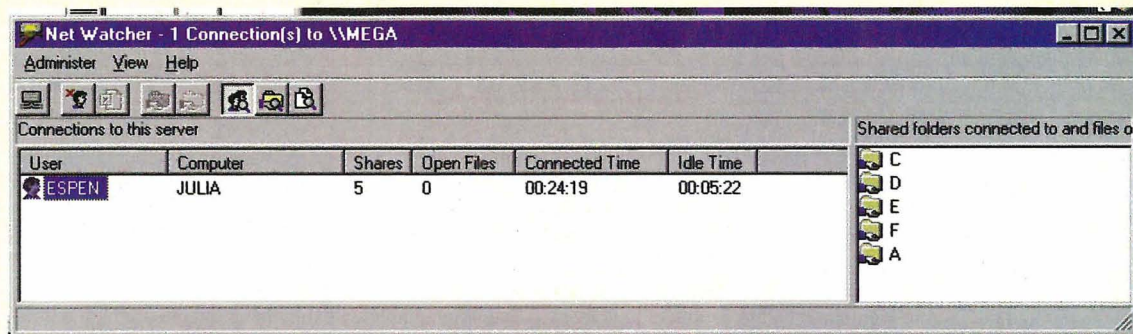 Net Watcher - 1 Connection(s) to \\MEGA
Administer View Help
Connections to this server
Shared folders connected to and files o
User Computer Shares Open Files Connected Time Idle Time
ESPEN JULIA 5 0 00:24:19 00:05:22
C
D
E
F
A